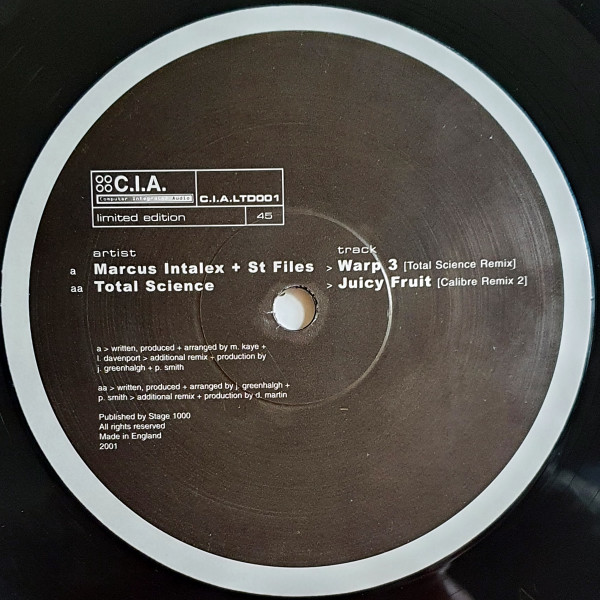 C.I.A.
Computer Integrated Audio
C.I.A.LTD001
limited edition
45
artist track
a Marcus Intalex + St Files > Warp 3 [Total Science Remix]
aa Total Science > Juicy Fruit [Calibre Remix 2]
a > written, produced + arranged by m. kaye +
l. davenport > additional remix + production by
j. greenhalgh + p. smith
aa > written, produced + arranged by j. greenhalgh +
p. smith > additional remix + production by d. martin
Published by Stage 1000
All rights reserved
Made in England
2001